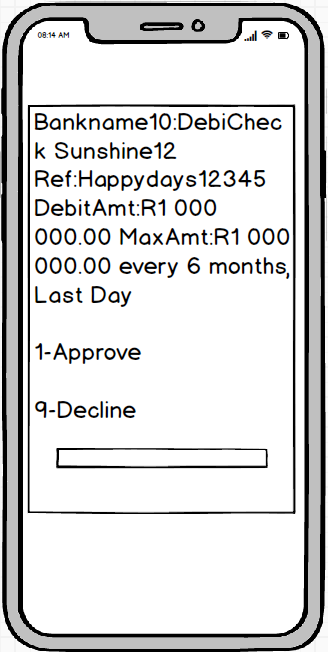 08:14 AM
Bankname10:DebiChec
k Sunshine12
Ref:Happydays12345
DebitAmt:R1 000
000.00 MaxAmt:R1 000
000.00 every 6 months,
Last Day
1-Approve
9-Decline